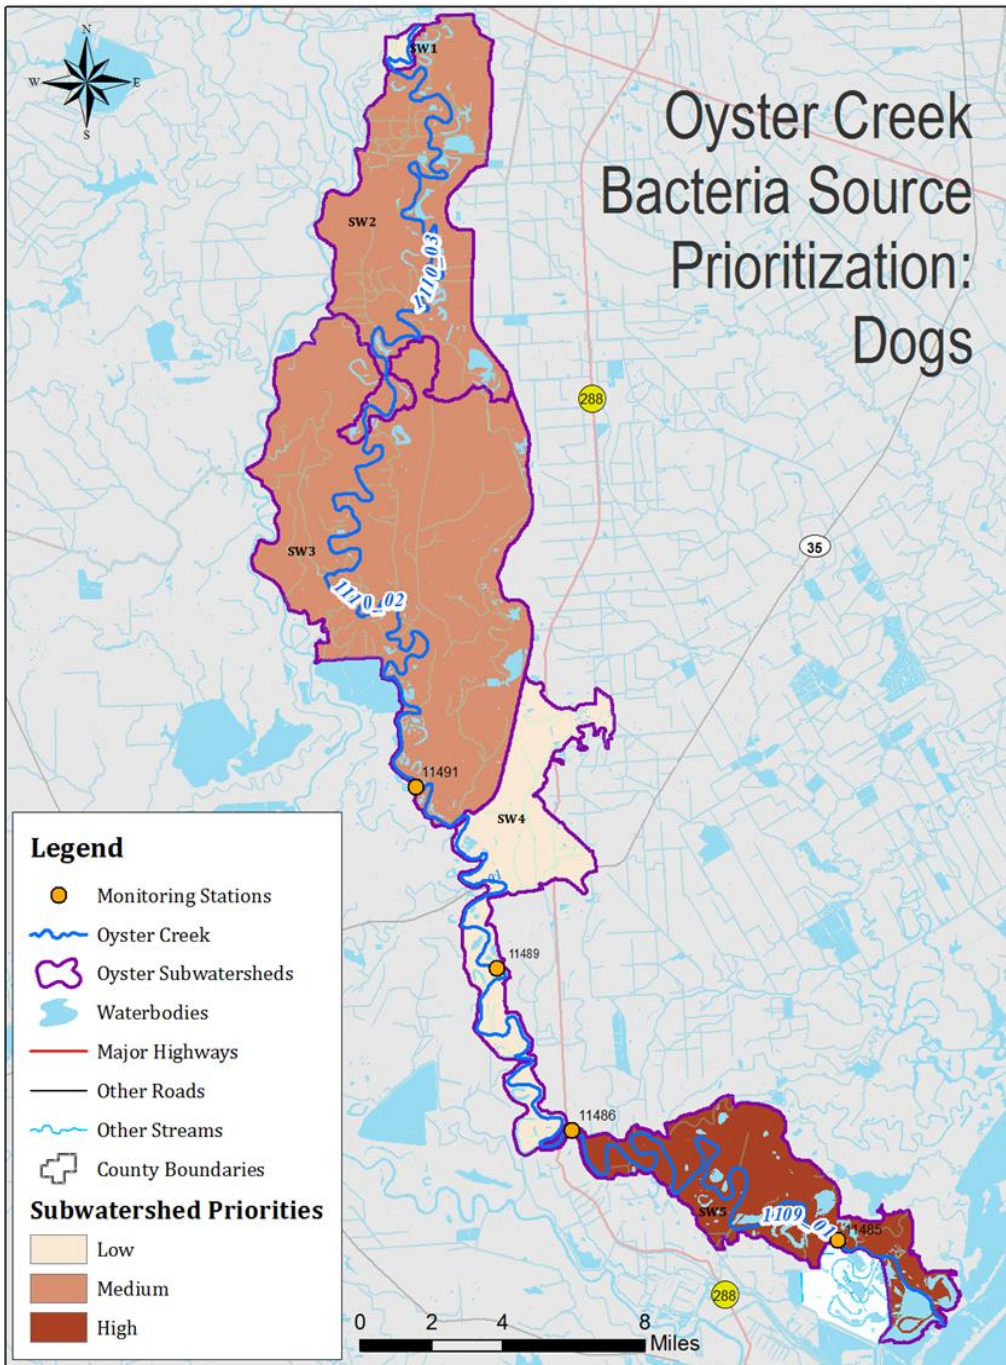 N
W
E
S
SW1
Oyster Creek
Bacteria Source
Prioritization:
Dogs
SW2
1110_03
288
35
SW3
1110_02
11491
SW4
01
11489
11486
SW5
1109_01
11485
288
Legend
Monitoring Stations
Oyster Creek
Oyster Subwatersheds
Waterbodies
Major Highways
Other Roads
Other Streams
County Boundaries
Subwatershed Priorities
Low
Medium
High
0 2 4 8
Miles